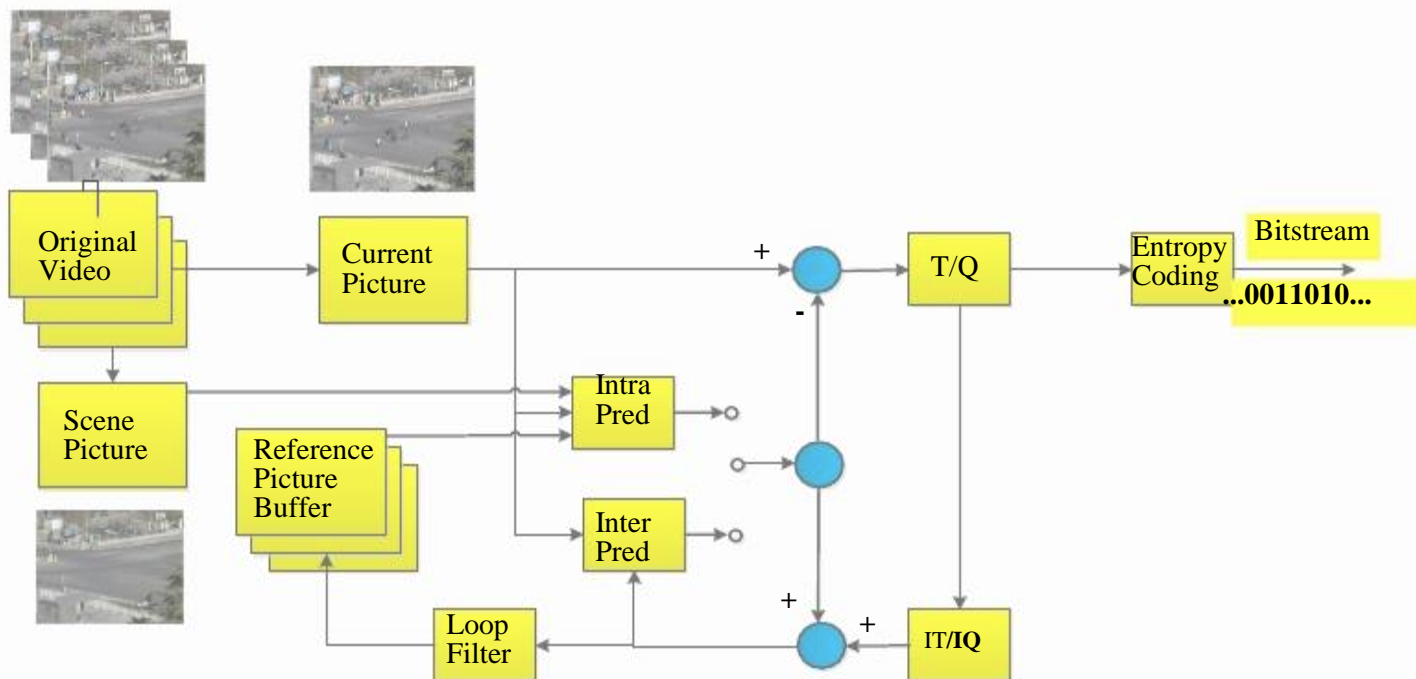 Original
Video
Current
Picture
+
-
T/Q
Entropy
Coding
Bitstream
...0011010...
Scene
Picture
Intra
Pred
Reference
Picture
Buffer
Inter
Pred
+
+
Loop
Filter
IT/IQ